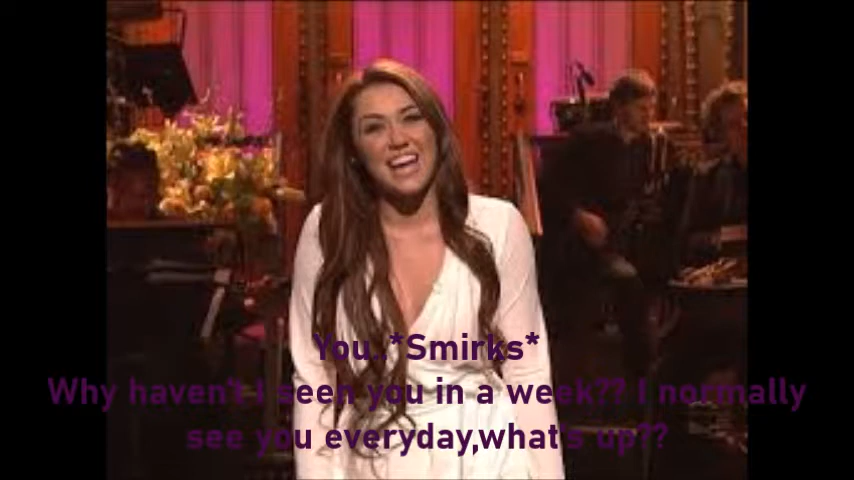 You..*Smirks*
Why haven't I seen you in a week?? I normally
see you everyday,what's up??